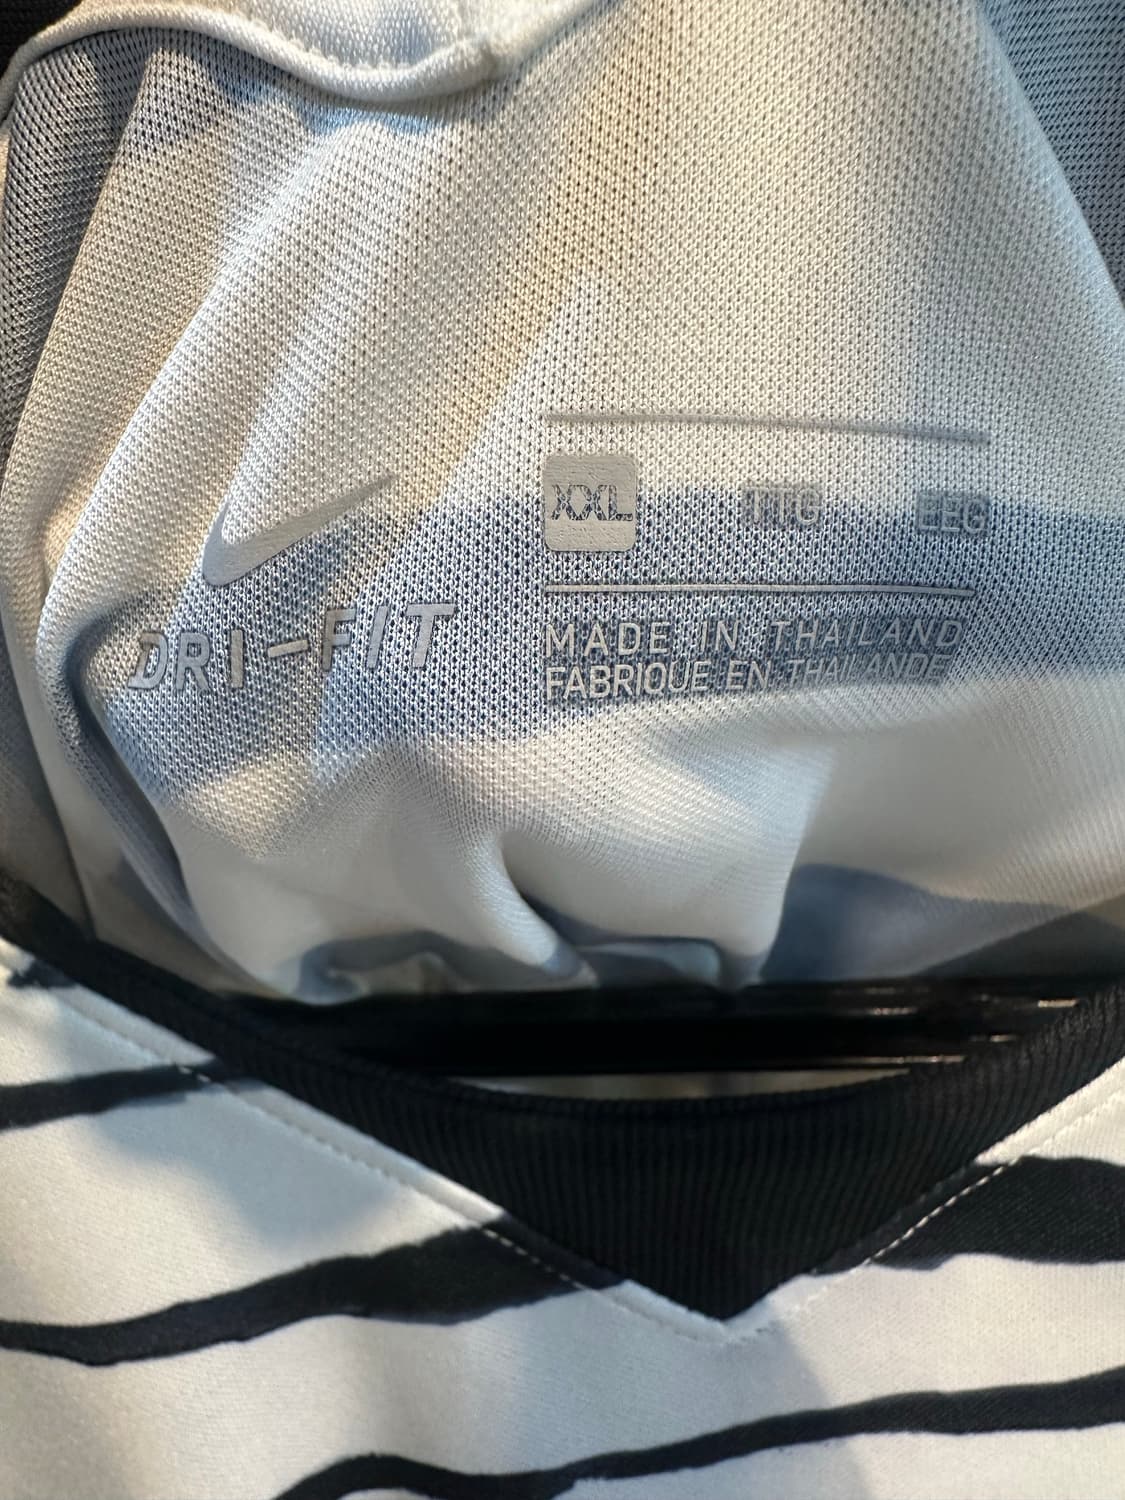 DRI-FIT
XXL TTG EEG
MADE IN THAILAND
FABRIQUE EN THAILANDE